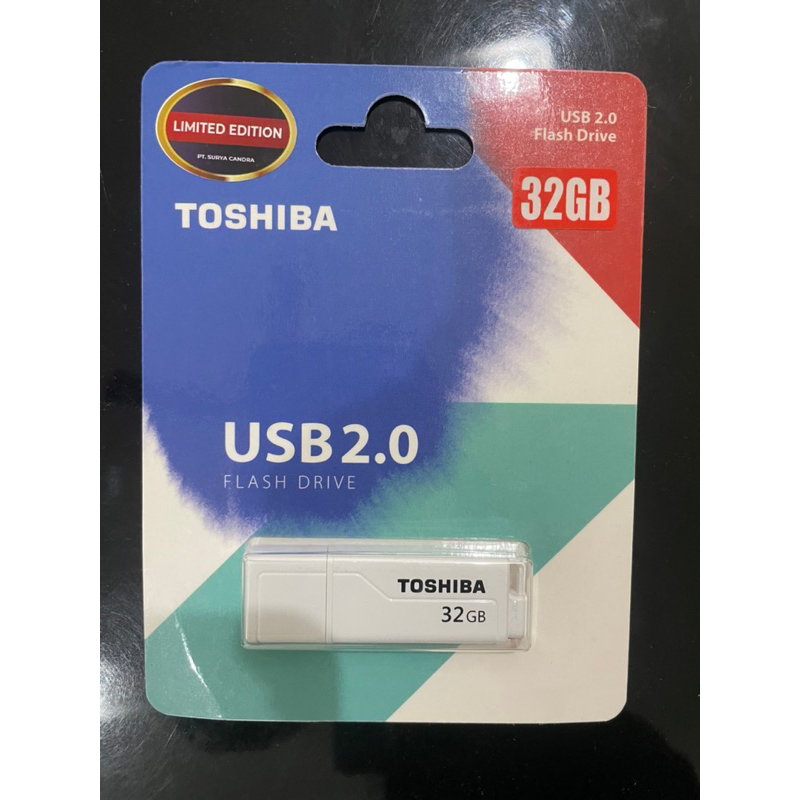 LIMITED EDITION
PT. SURYA CANDRA
USB 2.0
Flash Drive
TOSHIBA
32GB
USB 2.0
FLASH DRIVE
TOSHIBA
32GB